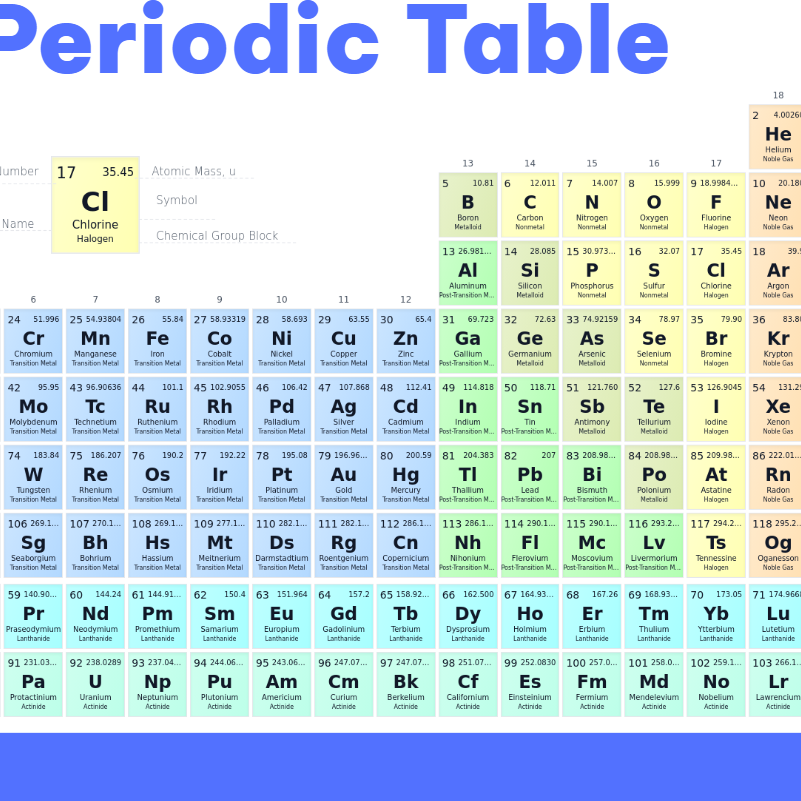 Periodic Table
18
2 4.00260
He
Helium
Noble Gas
Number 17 35.45 Atomic Mass, u
Cl Symbol
Name Chlorine
Halogen Chemical Group Block
13 14 15 16 17
5 10.81 6 12.011 7 14.007 8 15.999 9 18.9984... 10 20.180
B C N O F Ne
Boron Carbon Nitrogen Oxygen Fluorine Neon
Metalloid Nonmetal Nonmetal Nonmetal Halogen Noble Gas
13 26.981... 14 28.085 15 30.973... 16 32.07 17 35.45 18 39.9
Al Si P S Cl Ar
Aluminum Silicon Phosphorus Sulfur Chlorine Argon
Post-Transition M... Metalloid Nonmetal Nonmetal Halogen Noble Gas
6 7 8 9 10 11 12
24 51.996 25 54.93804 26 55.84 27 58.93319 28 58.693 29 63.55 30 65.4 31 69.723 32 72.63 33 74.92159 34 78.97 35 79.90 36 83.80
Cr Mn Fe Co Ni Cu Zn Ga Ge As Se Br Kr
Chromium Manganese Iron Cobalt Nickel Copper Zinc Gallium Germanium Arsenic Selenium Bromine Krypton
Transition Metal Transition Metal Transition Metal Transition Metal Transition Metal Transition Metal Transition Metal Post-Transition M... Metalloid Metalloid Nonmetal Halogen Noble Gas
42 95.95 43 96.90636 44 101.1 45 102.9055 46 106.42 47 107.868 48 112.41 49 114.818 50 118.71 51 121.760 52 127.6 53 126.9045 54 131.29
Mo Tc Ru Rh Pd Ag Cd In Sn Sb Te I Xe
Molybdenum Technetium Ruthenium Rhodium Palladium Silver Cadmium Indium Tin Antimony Tellurium Iodine Xenon
Transition Metal Transition Metal Transition Metal Transition Metal Transition Metal Transition Metal Transition Metal Post-Transition M... Post-Transition M... Metalloid Metalloid Halogen Noble Gas
74 183.84 75 186.207 76 190.2 77 192.22 78 195.08 79 196.96... 80 200.59 81 204.383 82 207 83 208.98... 84 208.98... 85 209.98... 86 222.01...
W Re Os Ir Pt Au Hg Tl Pb Bi Po At Rn
Tungsten Rhenium Osmium Iridium Platinum Gold Mercury Thallium Lead Bismuth Polonium Astatine Radon
Transition Metal Transition Metal Transition Metal Transition Metal Transition Metal Transition Metal Transition Metal Post-Transition M... Post-Transition M... Post-Transition M... Metalloid Halogen Noble Gas
106 269.1... 107 270.1... 108 269.1... 109 277.1... 110 282.1... 111 282.1... 112 286.1... 113 286.1... 114 290.1... 115 290.1... 116 293.2... 117 294.2... 118 295.2...
Sg Bh Hs Mt Ds Rg Cn Nh Fl Mc Lv Ts Og
Seaborgium Bohrium Hassium Meitnerium Darmstadtium Roentgenium Copernicium Nihonium Flerovium Moscovium Livermorium Tennessine Oganesson
Transition Metal Transition Metal Transition Metal Transition Metal Transition Metal Transition Metal Transition Metal Post-Transition M... Post-Transition M... Post-Transition M... Post-Transition M... Halogen Noble Gas
59 140.90... 60 144.24 61 144.91... 62 150.4 63 151.964 64 157.2 65 158.92... 66 162.500 67 164.93... 68 167.26 69 168.93... 70 173.05 71 174.9668
Pr Nd Pm Sm Eu Gd Tb Dy Ho Er Tm Yb Lu
Praseodymium Neodymium Promethium Samarium Europium Gadolinium Terbium Dysprosium Holmium Erbium Thulium Ytterbium Lutetium
Lanthanide Lanthanide Lanthanide Lanthanide Lanthanide Lanthanide Lanthanide Lanthanide Lanthanide Lanthanide Lanthanide Lanthanide Lanthanide
91 231.03... 92 238.0289 93 237.04... 94 244.06... 95 243.06... 96 247.07... 97 247.07... 98 251.07... 99 252.0830 100 257.0... 101 258.0... 102 259.1... 103 266.1...
Pa U Np Pu Am Cm Bk Cf Es Fm Md No Lr
Protactinium Uranium Neptunium Plutonium Americium Curium Berkelium Californium Einsteinium Fermium Mendelevium Nobelium Lawrencium
Actinide Actinide Actinide Actinide Actinide Actinide Actinide Actinide Actinide Actinide Actinide Actinide Actinide